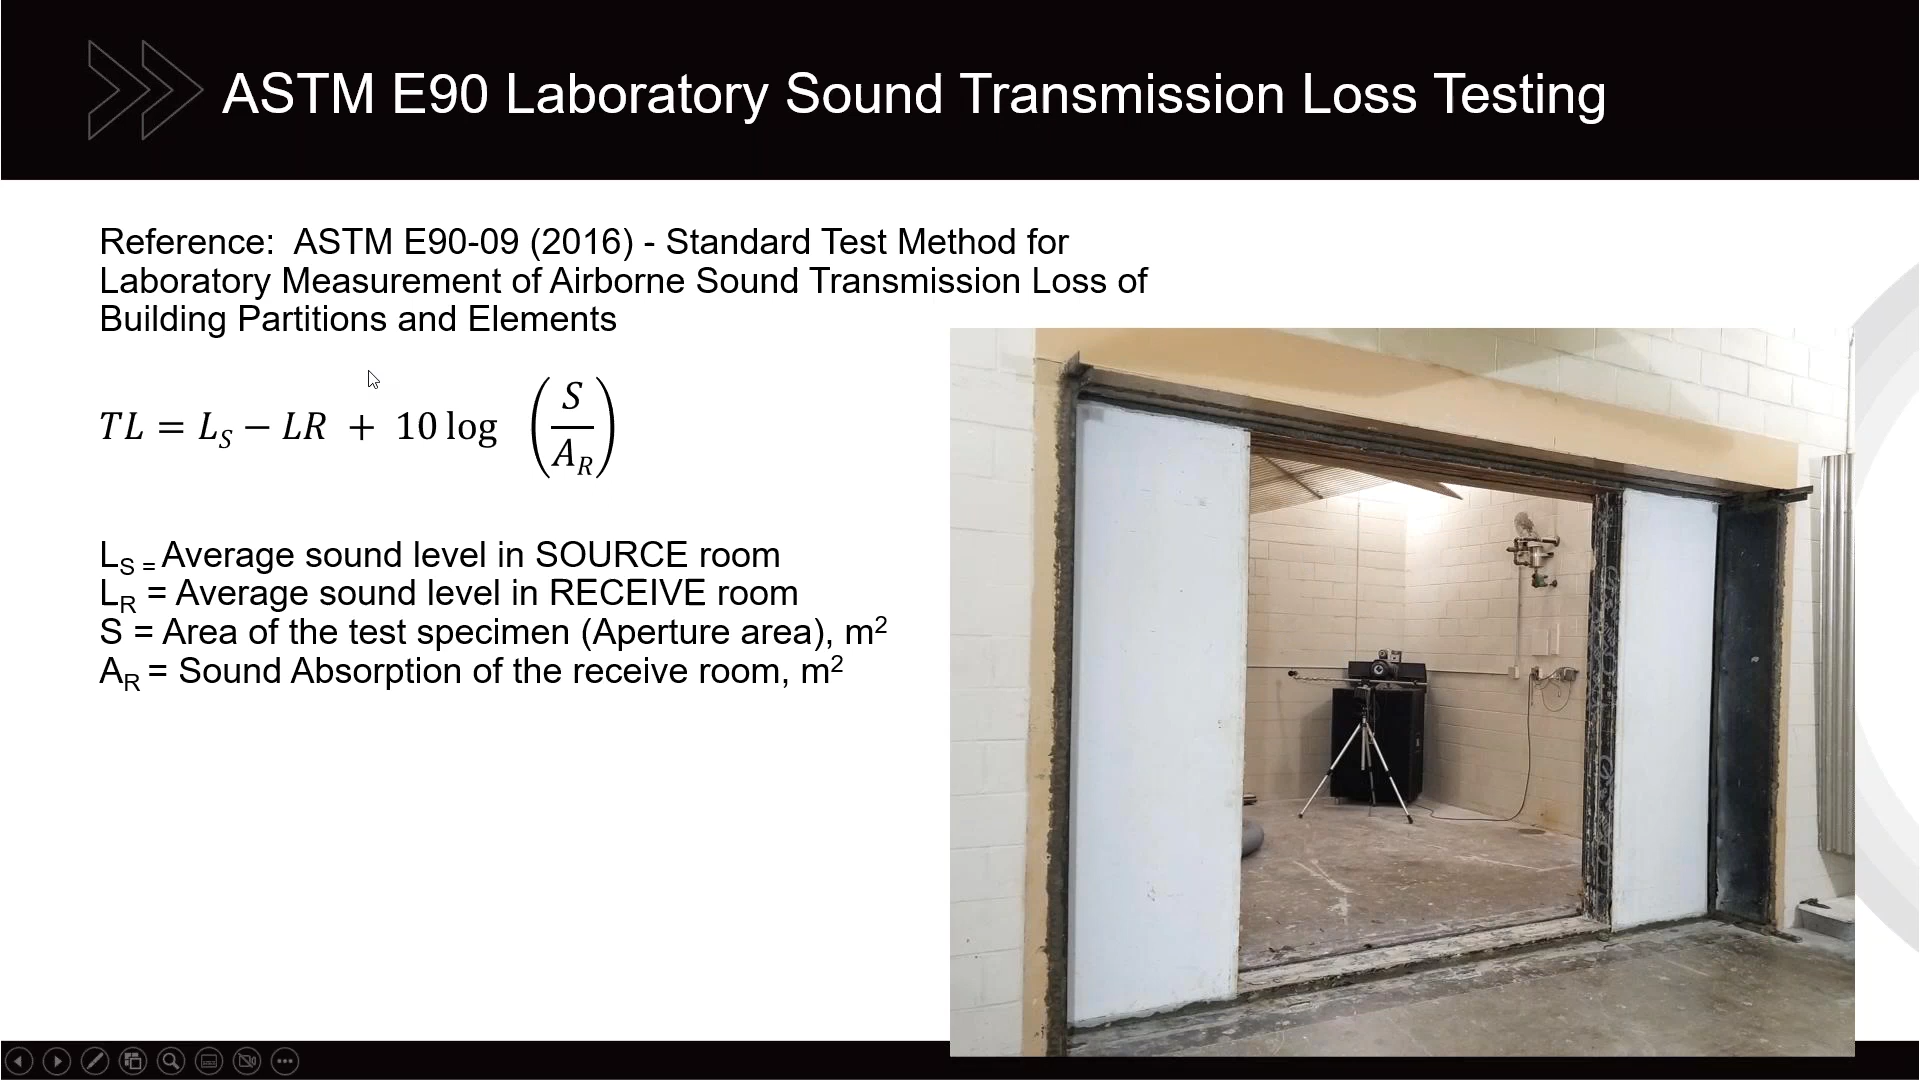 ASTM E90 Laboratory Sound Transmission Loss Testing
Reference:  ASTM E90-09 (2016) - Standard Test Method for
Laboratory Measurement of Airborne Sound Transmission Loss of
Building Partitions and Elements
TL = L_S − LR + 10 log (S/A_R)
L_S = Average sound level in SOURCE room
L_R = Average sound level in RECEIVE room
S = Area of the test specimen (Aperture area), m²
A_R = Sound Absorption of the receive room, m²